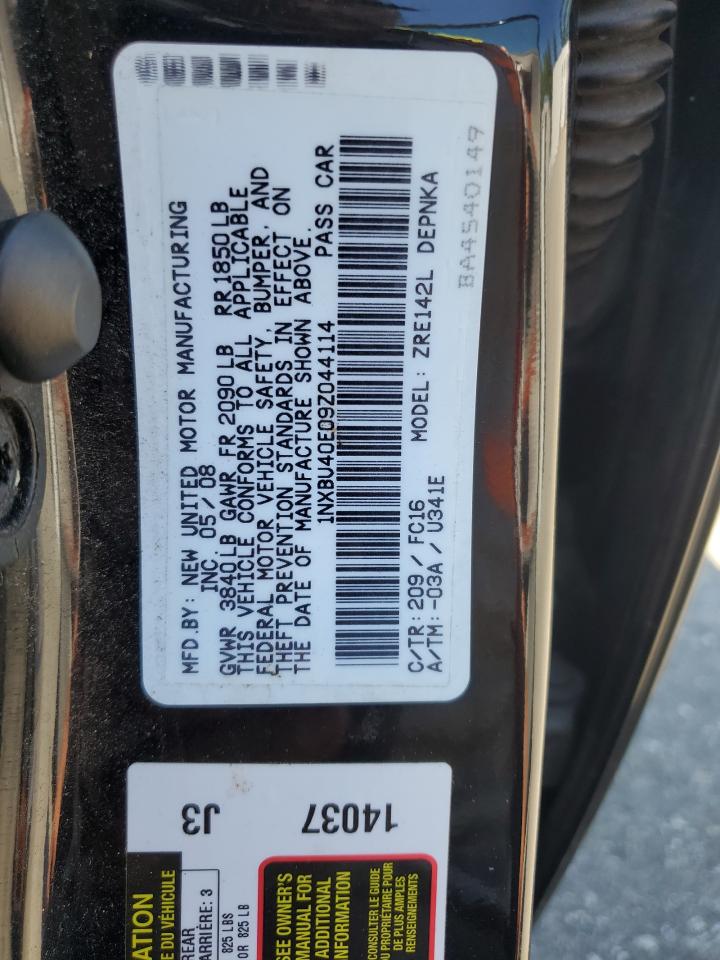 MFD.BY: NEW UNITED MOTOR MANUFACTURING
INC. 05/08
GVWR 3840LB GAWR FR 2090LB RR1850LB
THIS VEHICLE CONFORMS TO ALL APPLICABLE
FEDERAL MOTOR VEHICLE SAFETY, BUMPER, AND
THEFT PREVENTION STANDARDS IN EFFECT ON
THE DATE OF MANUFACTURE SHOWN ABOVE.
1NXBU40E09Z044114 PASS CAR
C/TR: 209 / FC16 MODEL: ZRE142L DEPNKA
A/TM: -03A / U341E
BA4540149
J3
14037
ATION
E DU VÉHICULE
REAR
ARRIÈRE: 3
825 LBS
OR 825 LB
SEE OWNER'S
MANUAL FOR
ADDITIONAL
INFORMATION
CONSULTER LE GUIDE
DU PROPRIÉTAIRE POUR
DE PLUS AMPLES
RENSEIGNEMENTS